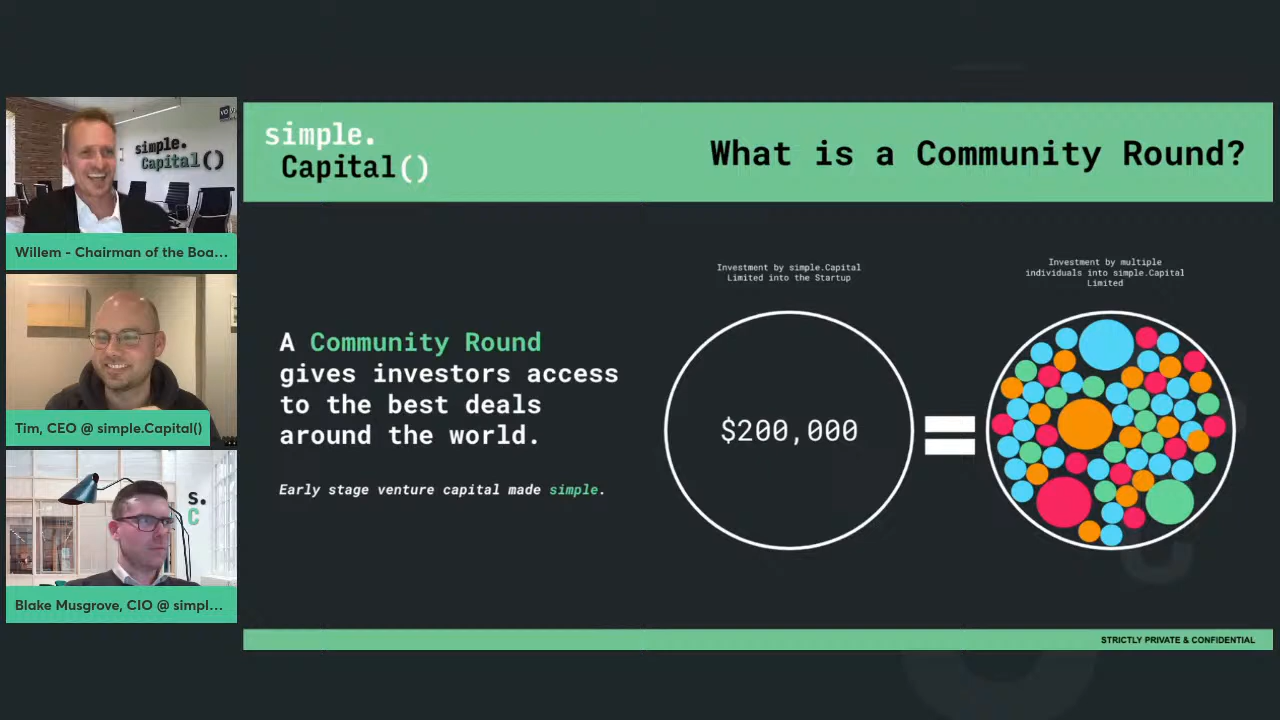 simple.
Capital()
Willem - Chairman of the Boa...
Tim, CEO @ simple.Capital()
s.
C
Blake Musgrove, CIO @ simpl...
simple.
Capital()
What is a Community Round?
A Community Round
gives investors access
to the best deals
around the world.
Early stage venture capital made simple.
Investment by simple.Capital
Limited into the Startup
$200,000
Investment by multiple
individuals into simple.Capital
Limited
STRICTLY PRIVATE & CONFIDENTIAL